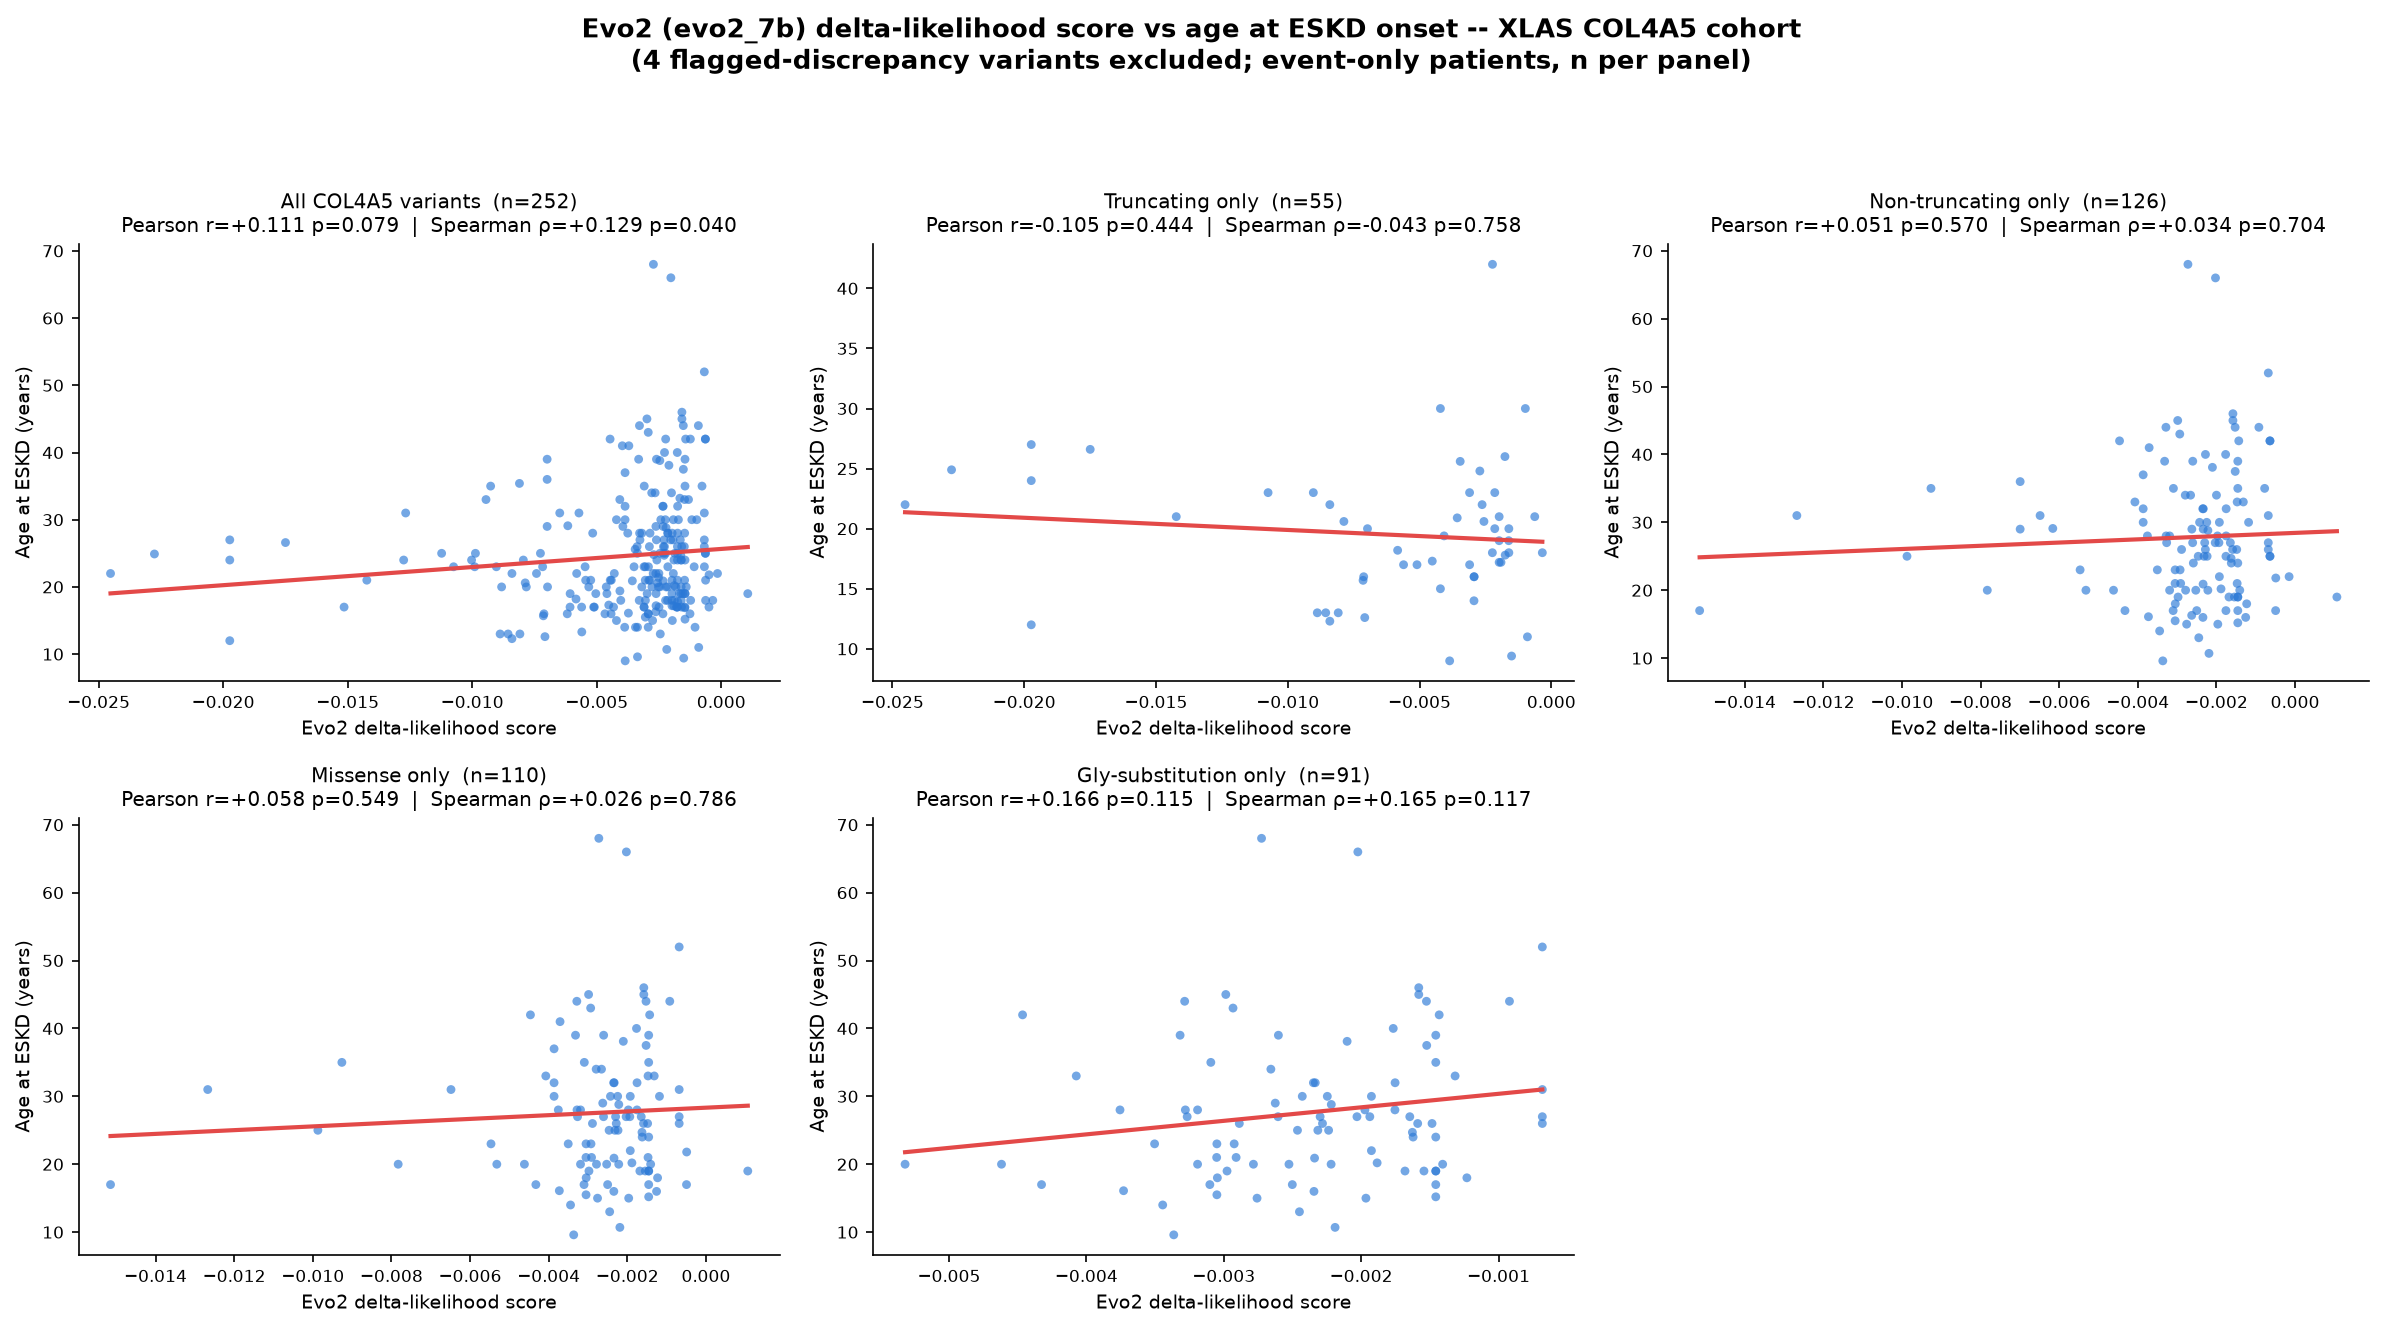 Evo2 (evo2_7b) delta-likelihood score vs age at ESKD onset -- XLAS COL4A5 cohort
(4 flagged-discrepancy variants excluded; event-only patients, n per panel)
All COL4A5 variants  (n=252)
Pearson r=+0.111 p=0.079  |  Spearman ρ=+0.129 p=0.040
70
60
50
40
30
20
10
Age at ESKD (years)
−0.025 −0.020 −0.015 −0.010 −0.005 0.000
Evo2 delta-likelihood score
Truncating only  (n=55)
Pearson r=-0.105 p=0.444  |  Spearman ρ=-0.043 p=0.758
40
35
30
25
20
15
10
Age at ESKD (years)
−0.025 −0.020 −0.015 −0.010 −0.005 0.000
Evo2 delta-likelihood score
Non-truncating only  (n=126)
Pearson r=+0.051 p=0.570  |  Spearman ρ=+0.034 p=0.704
70
60
50
40
30
20
10
Age at ESKD (years)
−0.014 −0.012 −0.010 −0.008 −0.006 −0.004 −0.002 0.000
Evo2 delta-likelihood score
Missense only  (n=110)
Pearson r=+0.058 p=0.549  |  Spearman ρ=+0.026 p=0.786
70
60
50
40
30
20
10
Age at ESKD (years)
−0.014 −0.012 −0.010 −0.008 −0.006 −0.004 −0.002 0.000
Evo2 delta-likelihood score
Gly-substitution only  (n=91)
Pearson r=+0.166 p=0.115  |  Spearman ρ=+0.165 p=0.117
70
60
50
40
30
20
10
Age at ESKD (years)
−0.005 −0.004 −0.003 −0.002 −0.001
Evo2 delta-likelihood score